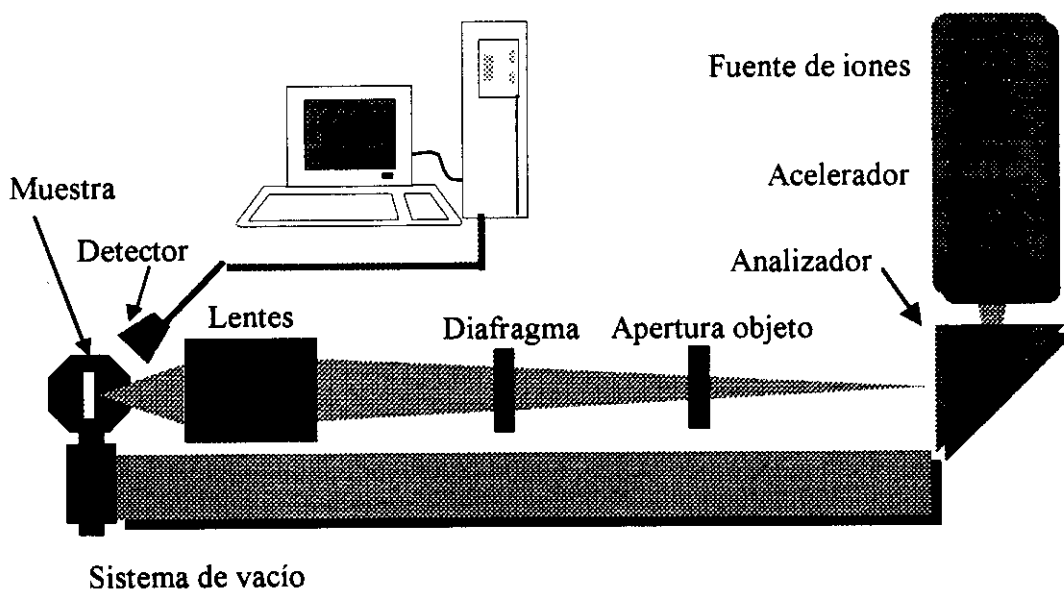 Fuente de iones
Acelerador
Muestra
Detector
Analizador
Lentes
Diafragma
Apertura objeto
Sistema de vacío